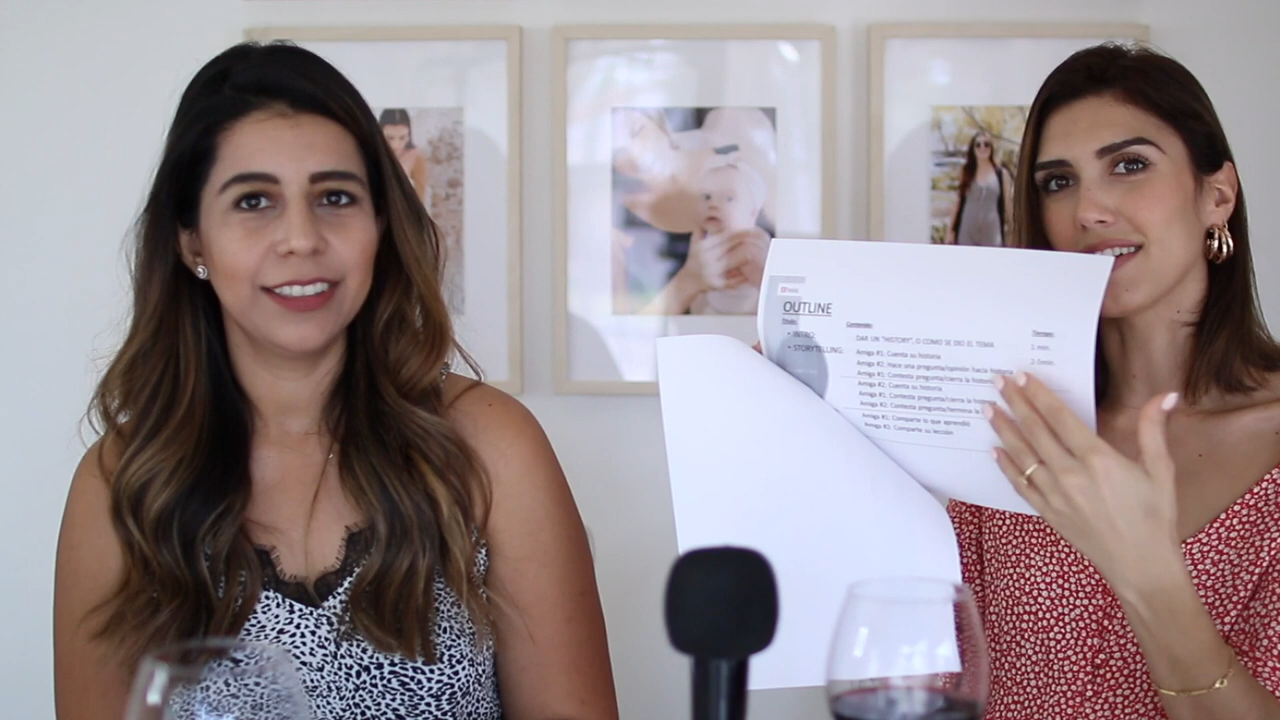 OUTLINE
Titulo: Contenido: Tiempo:
• INTRO: DAR UN "HISTORY", O COMO SE DIO EL TEMA 1 min.
• STORYTELLING: Amiga #1: Cuenta su historia 2-5min.
Amiga #2: Hace una pregunta/opinión hacia historia
Amiga #1: Contesta pregunta/cierra la historia
Amiga #2: Cuenta su historia
Amiga #1: Contesta pregunta/cierra la
Amiga #2: Contesta pregunta/termina la
Amiga #1: Comparte lo que aprendió
Amiga #2: Comparte su lección